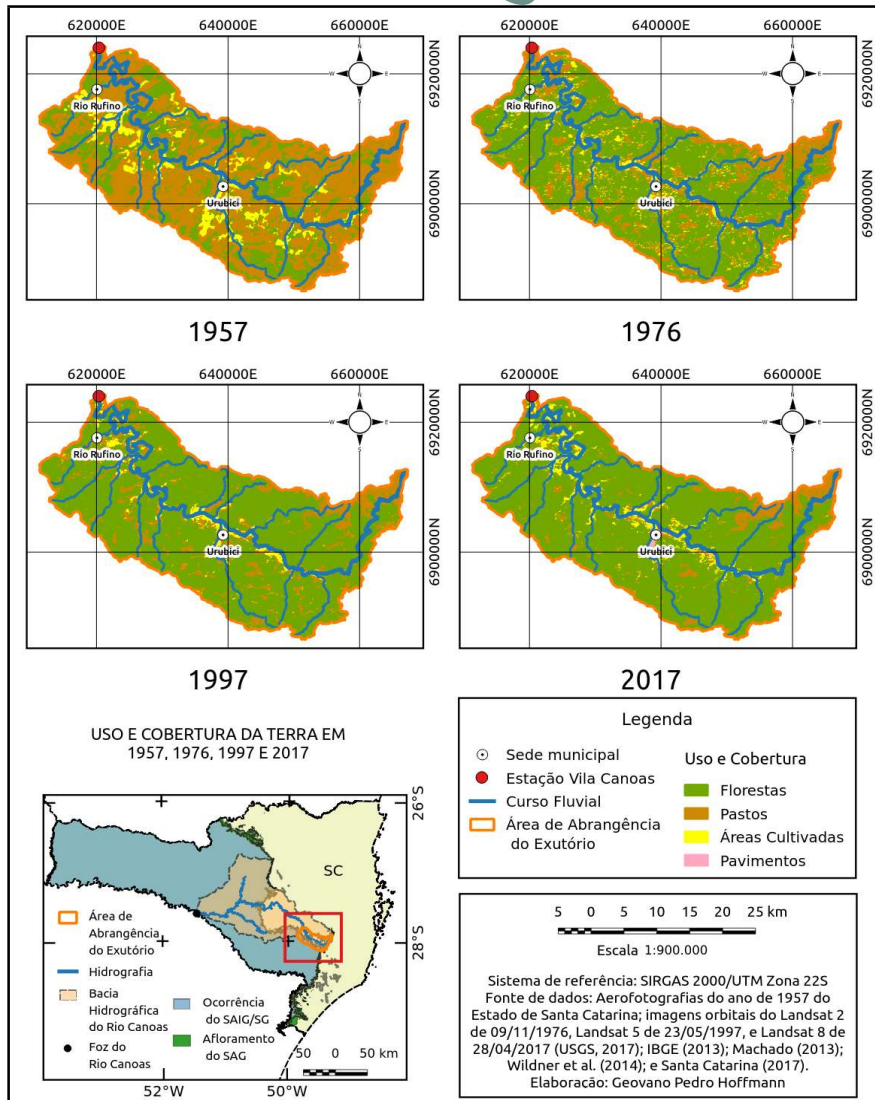 620000E 640000E 660000E
6920000N
6900000N
W E
S
Rio Rufino
Urubici
1957
620000E 640000E 660000E
6920000N
6900000N
W E
S
Rio Rufino
Urubici
1976
620000E 640000E 660000E
6920000N
6900000N
W E
S
Rio Rufino
Urubici
1997
620000E 640000E 660000E
6920000N
6900000N
W E
S
Rio Rufino
Urubici
2017
USO E COBERTURA DA TERRA EM
1957, 1976, 1997 E 2017
26°S
28°S
52°W 50°W
SC
Área de
Abrangência
do Exutório
Hidrografia
Bacia
Hidrográfica
do Rio Canoas
Foz do
Rio Canoas
Ocorrência
do SAIG/SG
Afloramento
do SAG
50 0 50 km
Legenda
Sede municipal
Estação Vila Canoas
Curso Fluvial
Área de Abrangência
do Exutório
Uso e Cobertura
Florestas
Pastos
Áreas Cultivadas
Pavimentos
5 0 5 10 15 20 25 km
Escala 1:900.000
Sistema de referência: SIRGAS 2000/UTM Zona 22S
Fonte de dados: Aerofotografias do ano de 1957 do
Estado de Santa Catarina; imagens orbitais do Landsat 2
de 09/11/1976, Landsat 5 de 23/05/1997, e Landsat 8 de
28/04/2017 (USGS, 2017); IBGE (2013); Machado (2013);
Wildner et al. (2014); e Santa Catarina (2017).
Elaboração: Geovano Pedro Hoffmann